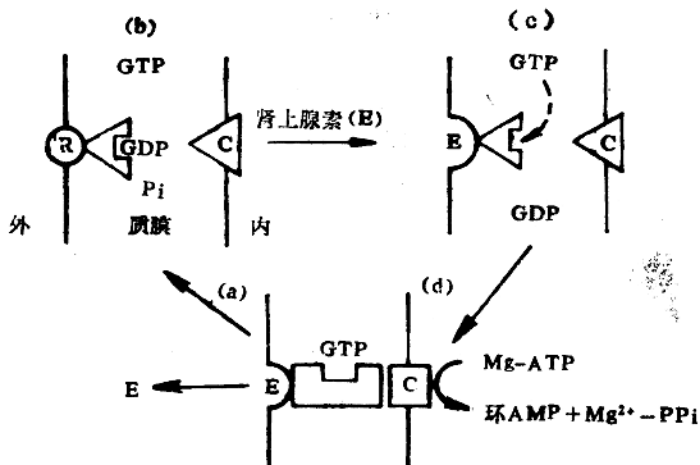 (b)
(c)
GTP
GTP
肾上腺素(E)
R
GDP
C
E
C
Pi
GDP
外
质膜
内
(a)
(d)
GTP
Mg-ATP
E
E
C
环AMP+Mg²⁺-PPi